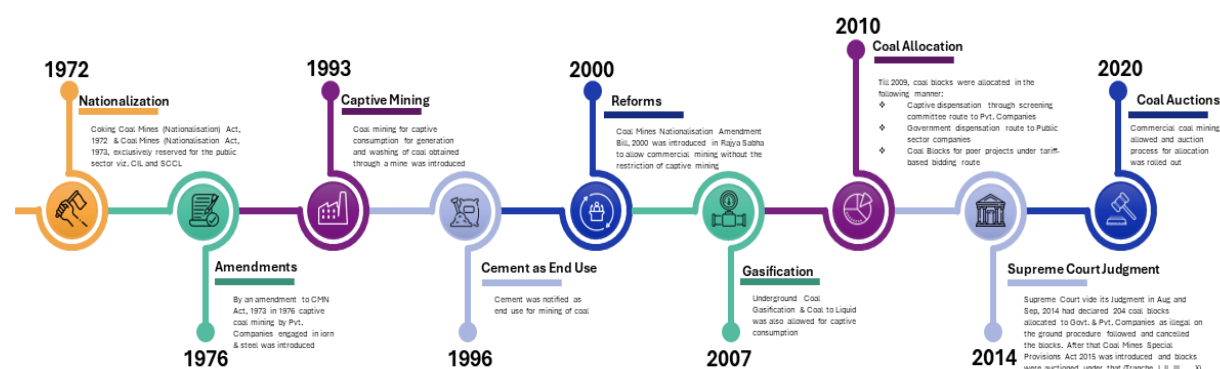 1972
Nationalization
Coking Coal Mines (Nationalisation) Act,
1972 & Coal Mines (Nationalisation Act,
1973, exclusively reserved for the public
sector viz. CIL and SCCL
Amendments
By an amendment to CMN
Act, 1973 in 1976 captive
coal mining by Pvt.
Companies engaged in iorn
& steel was introduced
1976
1993
Captive Mining
Coal mining for captive
consumption for generation
and washing of coal obtained
through a mine was introduced
Cement as End Use
Cement was notified as
end use for mining of coal
1996
2000
Reforms
Coal Mines Nationalisation Amendment
Bill, 2000 was introduced in Rajya Sabha
to allow commercial mining without the
restriction of captive mining
Gasification
Underground Coal
Gasification & Coal to Liquid
was also allowed for captive
consumption
2007
2010
Coal Allocation
Till 2009, coal blocks were allocated in the
following manner:
❖ Captive dispensation through screening
committee route to Pvt. Companies
❖ Government dispensation route to Public
sector companies
❖ Coal Blocks for poer projects under tariff-
based bidding route
Supreme Court Judgment
Supreme Court vide its Judgment in Aug and
Sep, 2014 had declared 204 coal blocks
allocated to Govt. & Pvt. Companies as illegal on
the ground procedure followed and cancelled
the blocks. After that Coal Mines Special
Provisions Act 2015 was introduced and blocks
were auctioned under that (Tranche I, II, III
2014
2020
Coal Auctions
Commercial coal mining
allowed and auction
process for allocation
was rolled out